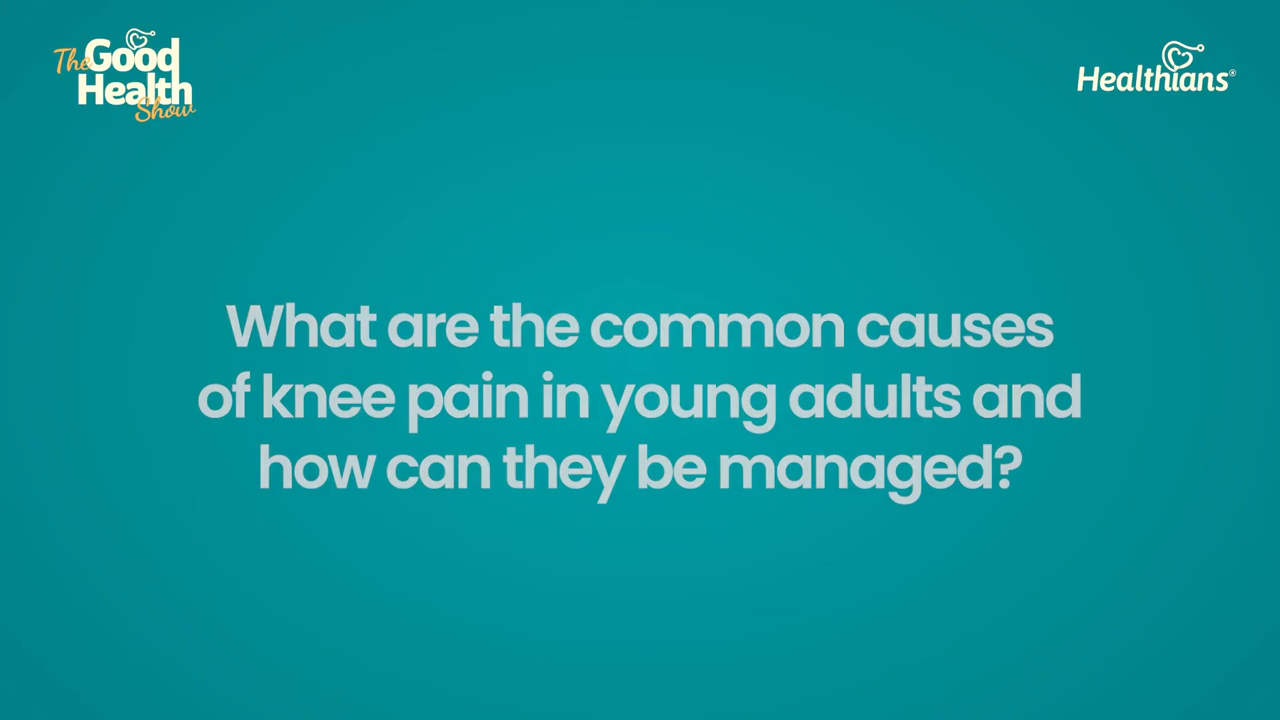 The Good
Health
Show
Healthians®
What are the common causes
of knee pain in young adults and
how can they be managed?